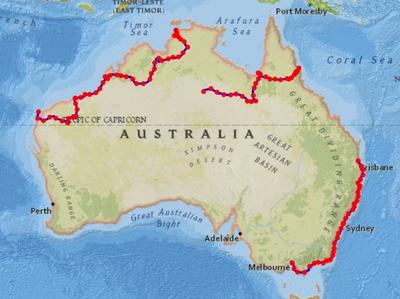 TIMOR-LESTE
(EAST TIMOR)
Port Moresby
Timor
Sea
Arafura
Sea
Coral Sea
TROPIC OF CAPRICORN
AUSTRALIA
GREAT DIVIDING RANGE
GREAT
ARTESIAN
BASIN
SIMPSON
DESERT
DARLING RANGE
Brisbane
Perth
Great Australian
Bight
Adelaide
Sydney
Melbourne